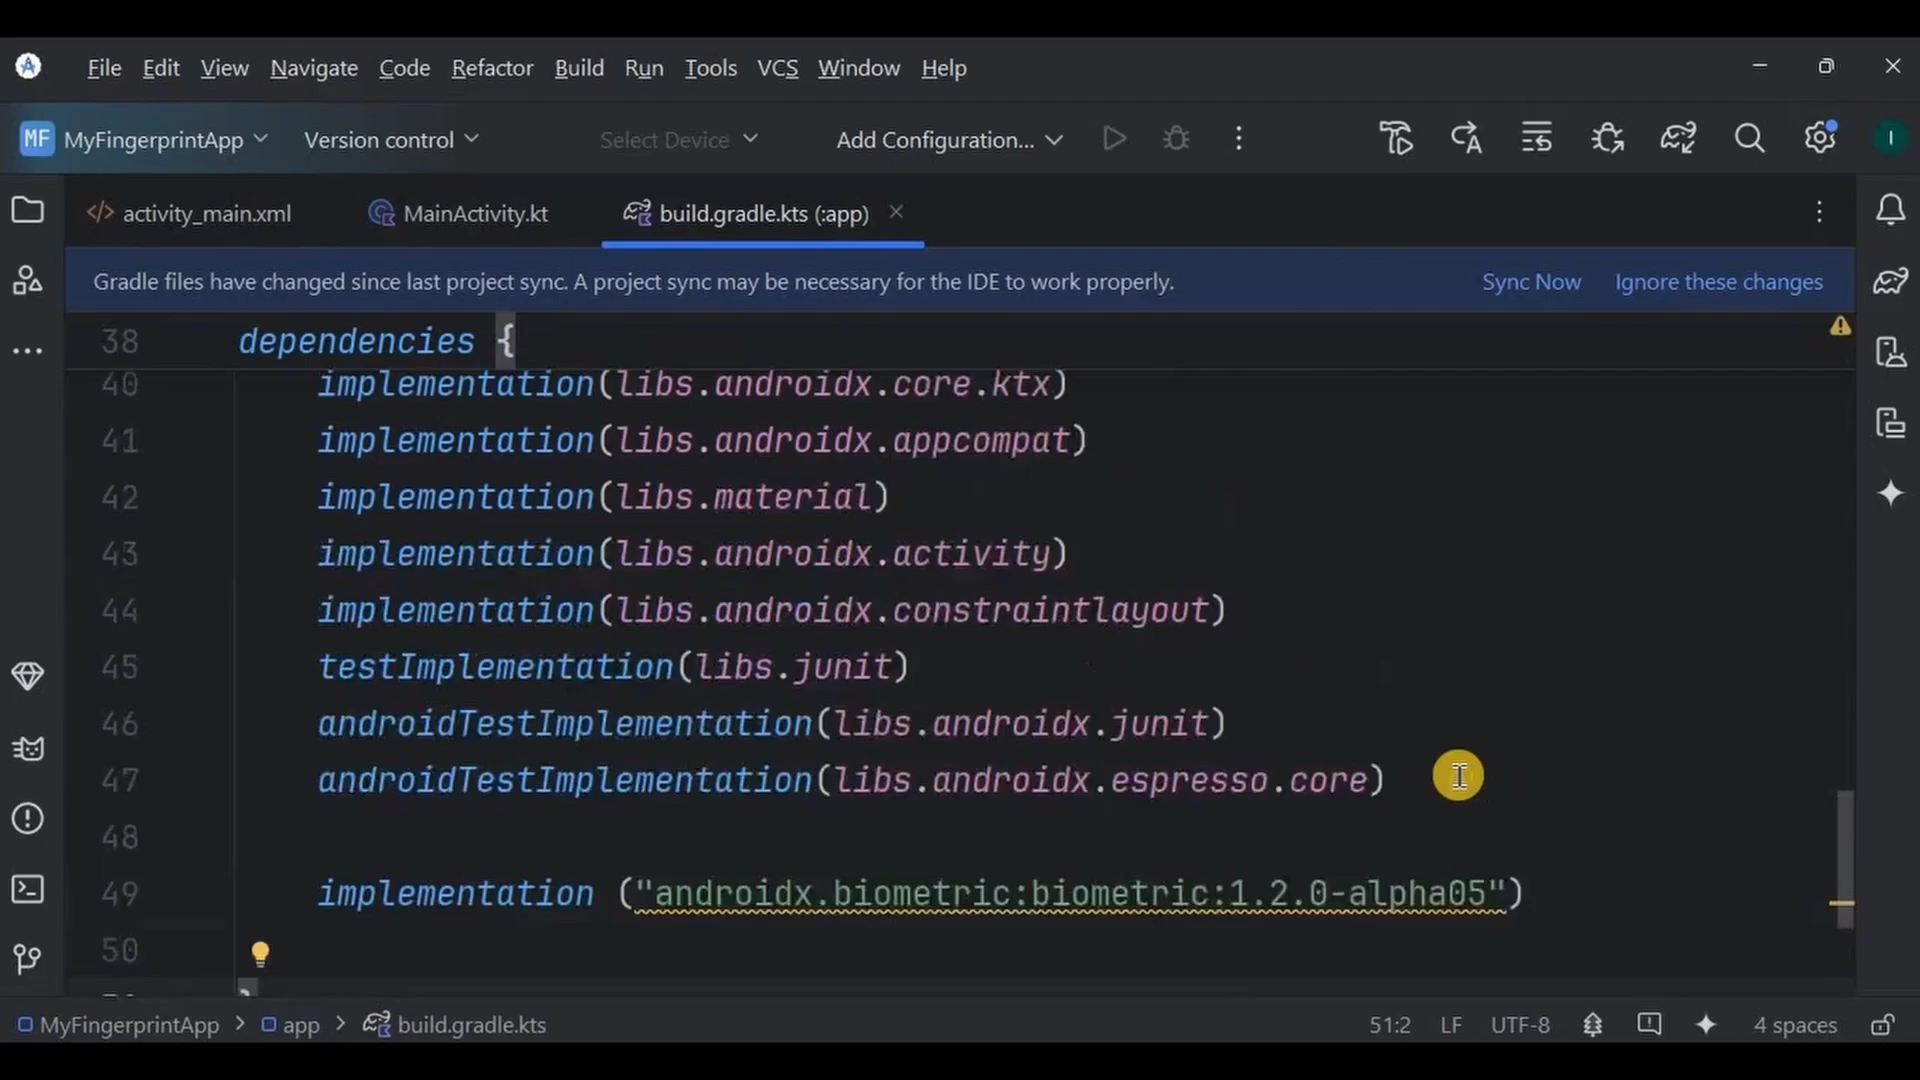 File Edit View Navigate Code Refactor Build Run Tools VCS Window Help
MF MyFingerprintApp Version control Select Device Add Configuration... I
activity_main.xml MainActivity.kt build.gradle.kts (:app)
Gradle files have changed since last project sync. A project sync may be necessary for the IDE to work properly. Sync Now Ignore these changes
38 dependencies {
40 implementation(libs.androidx.core.ktx)
41 implementation(libs.androidx.appcompat)
42 implementation(libs.material)
43 implementation(libs.androidx.activity)
44 implementation(libs.androidx.constraintlayout)
45 testImplementation(libs.junit)
46 androidTestImplementation(libs.androidx.junit)
47 androidTestImplementation(libs.androidx.espresso.core)
48
49 implementation ("androidx.biometric:biometric:1.2.0-alpha05")
50
MyFingerprintApp > app > build.gradle.kts 51:2 LF UTF-8 4 spaces